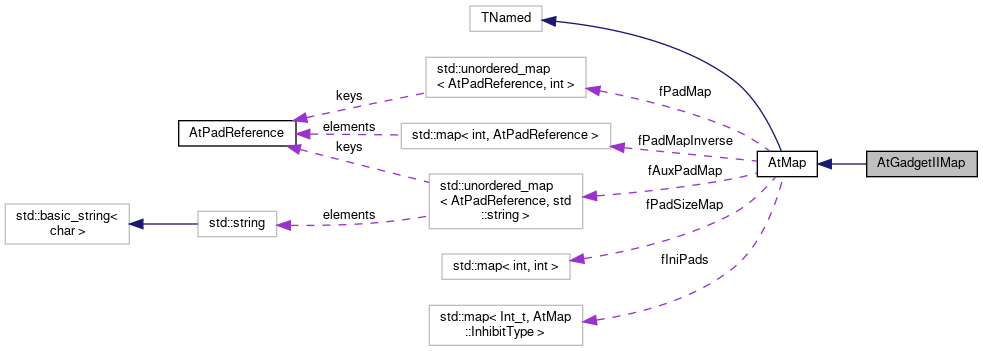 TNamed
std::unordered_map
< AtPadReference, int >
keys
fPadMap
AtPadReference
elements
std::map< int, AtPadReference >
fPadMapInverse
keys
AtMap
AtGadgetIIMap
fAuxPadMap
std::unordered_map
< AtPadReference, std
::string >
fPadSizeMap
std::basic_string<
char >
std::string
elements
std::map< int, int >
fIniPads
std::map< Int_t, AtMap
::InhibitType >